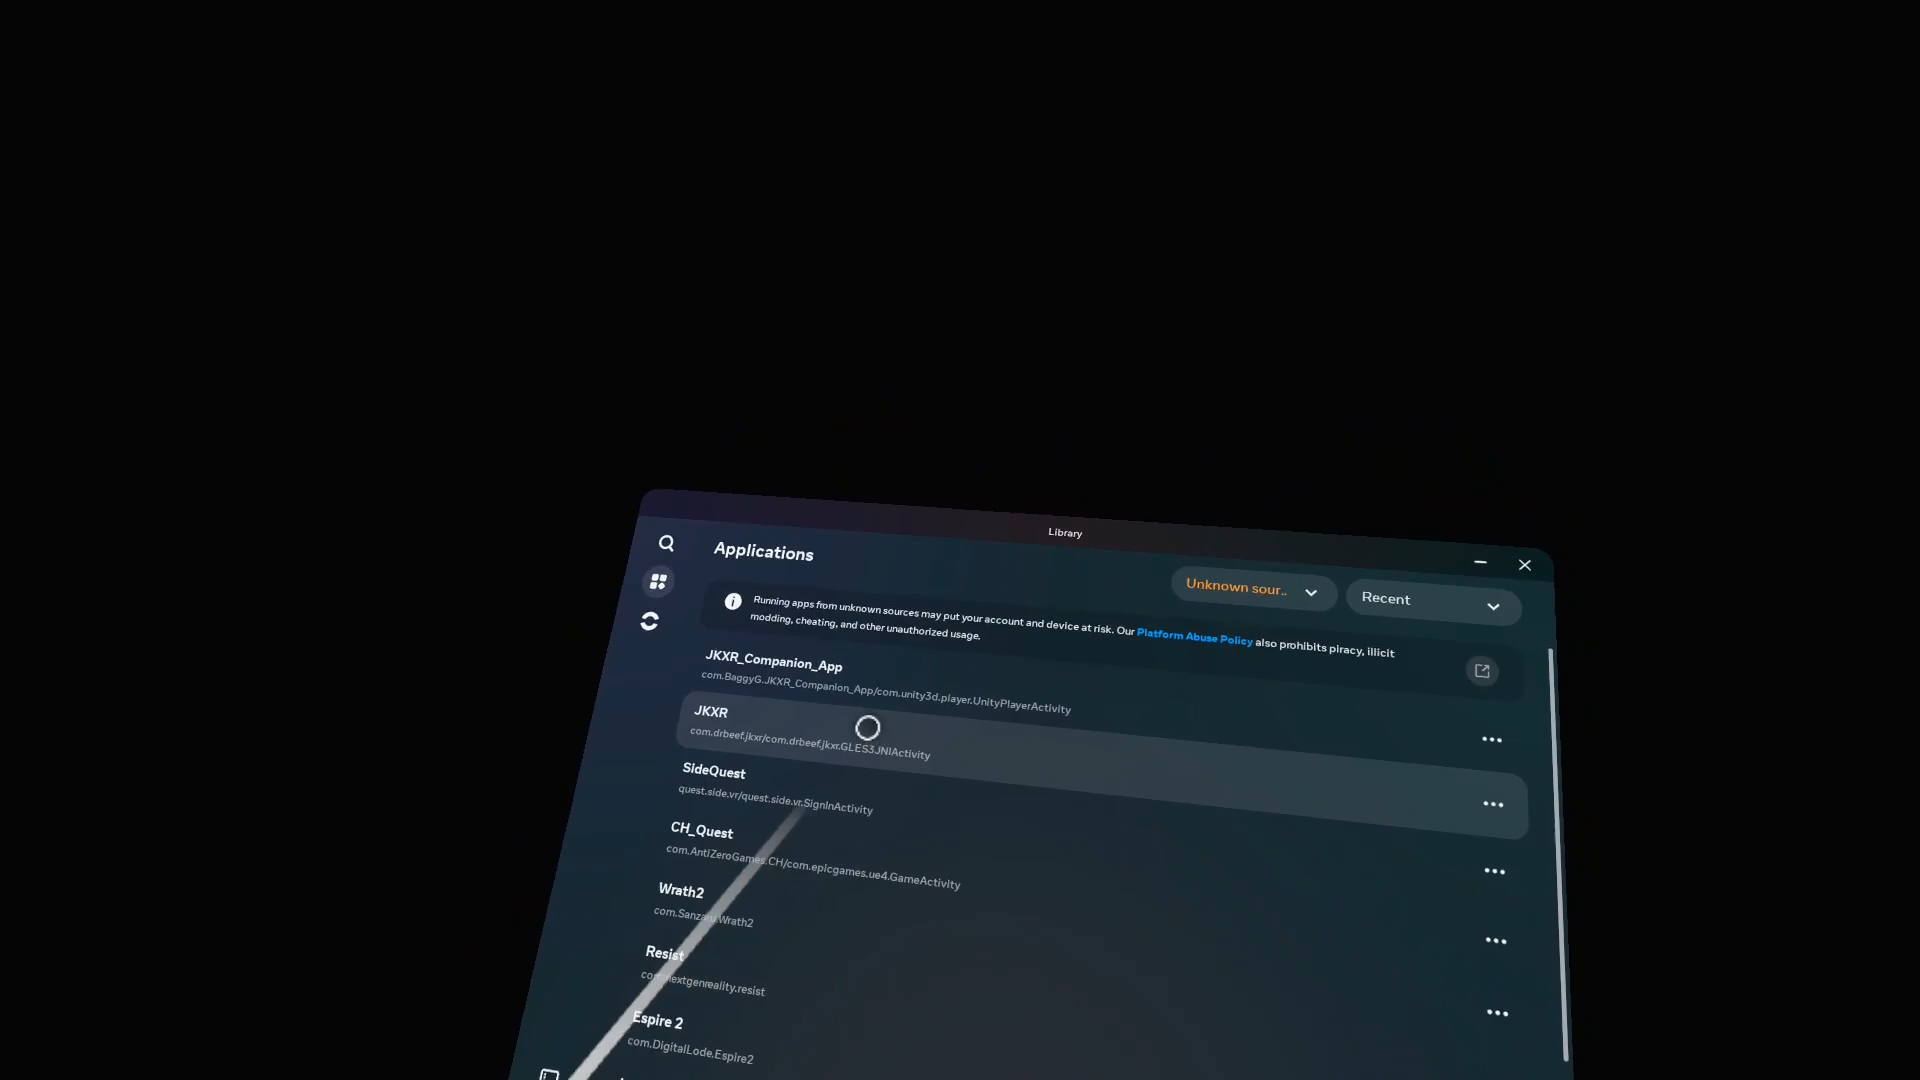 Library
Applications
Unknown sour..
Recent
Running apps from unknown sources may put your account and device at risk. Our Platform Abuse Policy also prohibits piracy, illicit
modding, cheating, and other unauthorized usage.
JKXR_Companion_App
com.BaggyG.JKXR_Companion_App/com.unity3d.player.UnityPlayerActivity
JKXR
com.drbeef.jkxr/com.drbeef.jkxr.GLES3JNIActivity
SideQuest
quest.side.vr/quest.side.vr.SignInActivity
CH_Quest
com.AntiZeroGames.CH/com.epicgames.ue4.GameActivity
Wrath2
com.Sanzaru.Wrath2
Resist
com.nextgenreality.resist
Espire 2
com.DigitalLode.Espire2